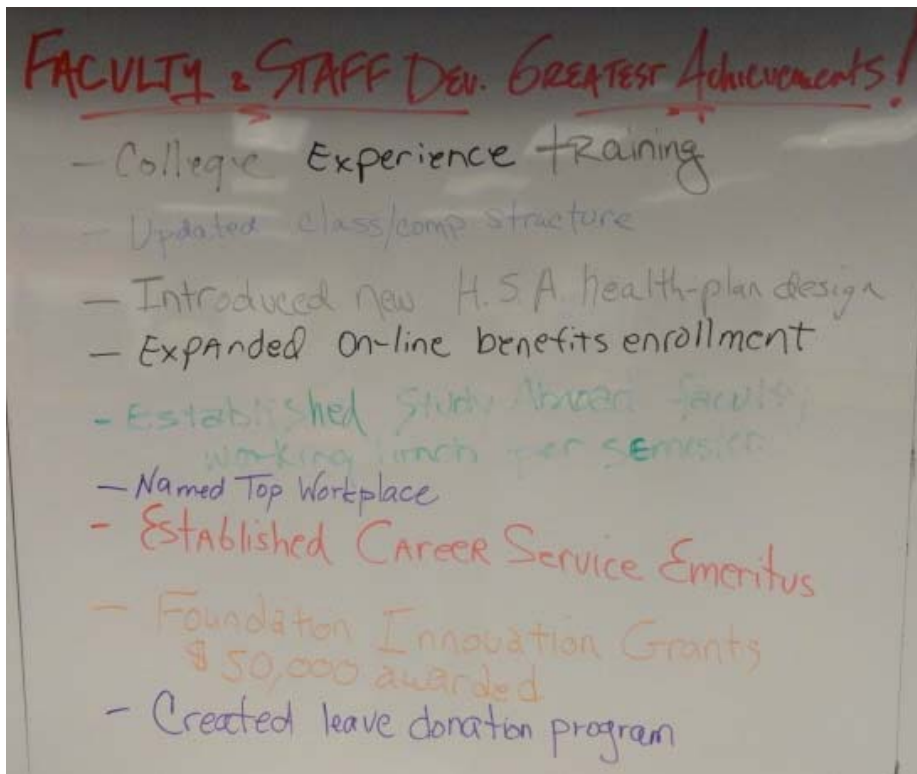 FACULTY & STAFF DEV. GREATEST Achievements!
- College Experience tRaining
- Updated class/comp structure
- Introduced new H.S.A. health-plan design
- ExpAnded on-line benefits enrollment
- Established Study Abroad faculty
working lunch per semester
- Named Top Workplace
- EstAblished CAReeR Service Emeritus
- Foundation Innovation Grants
$50,000 awarded
- Created leave donation program